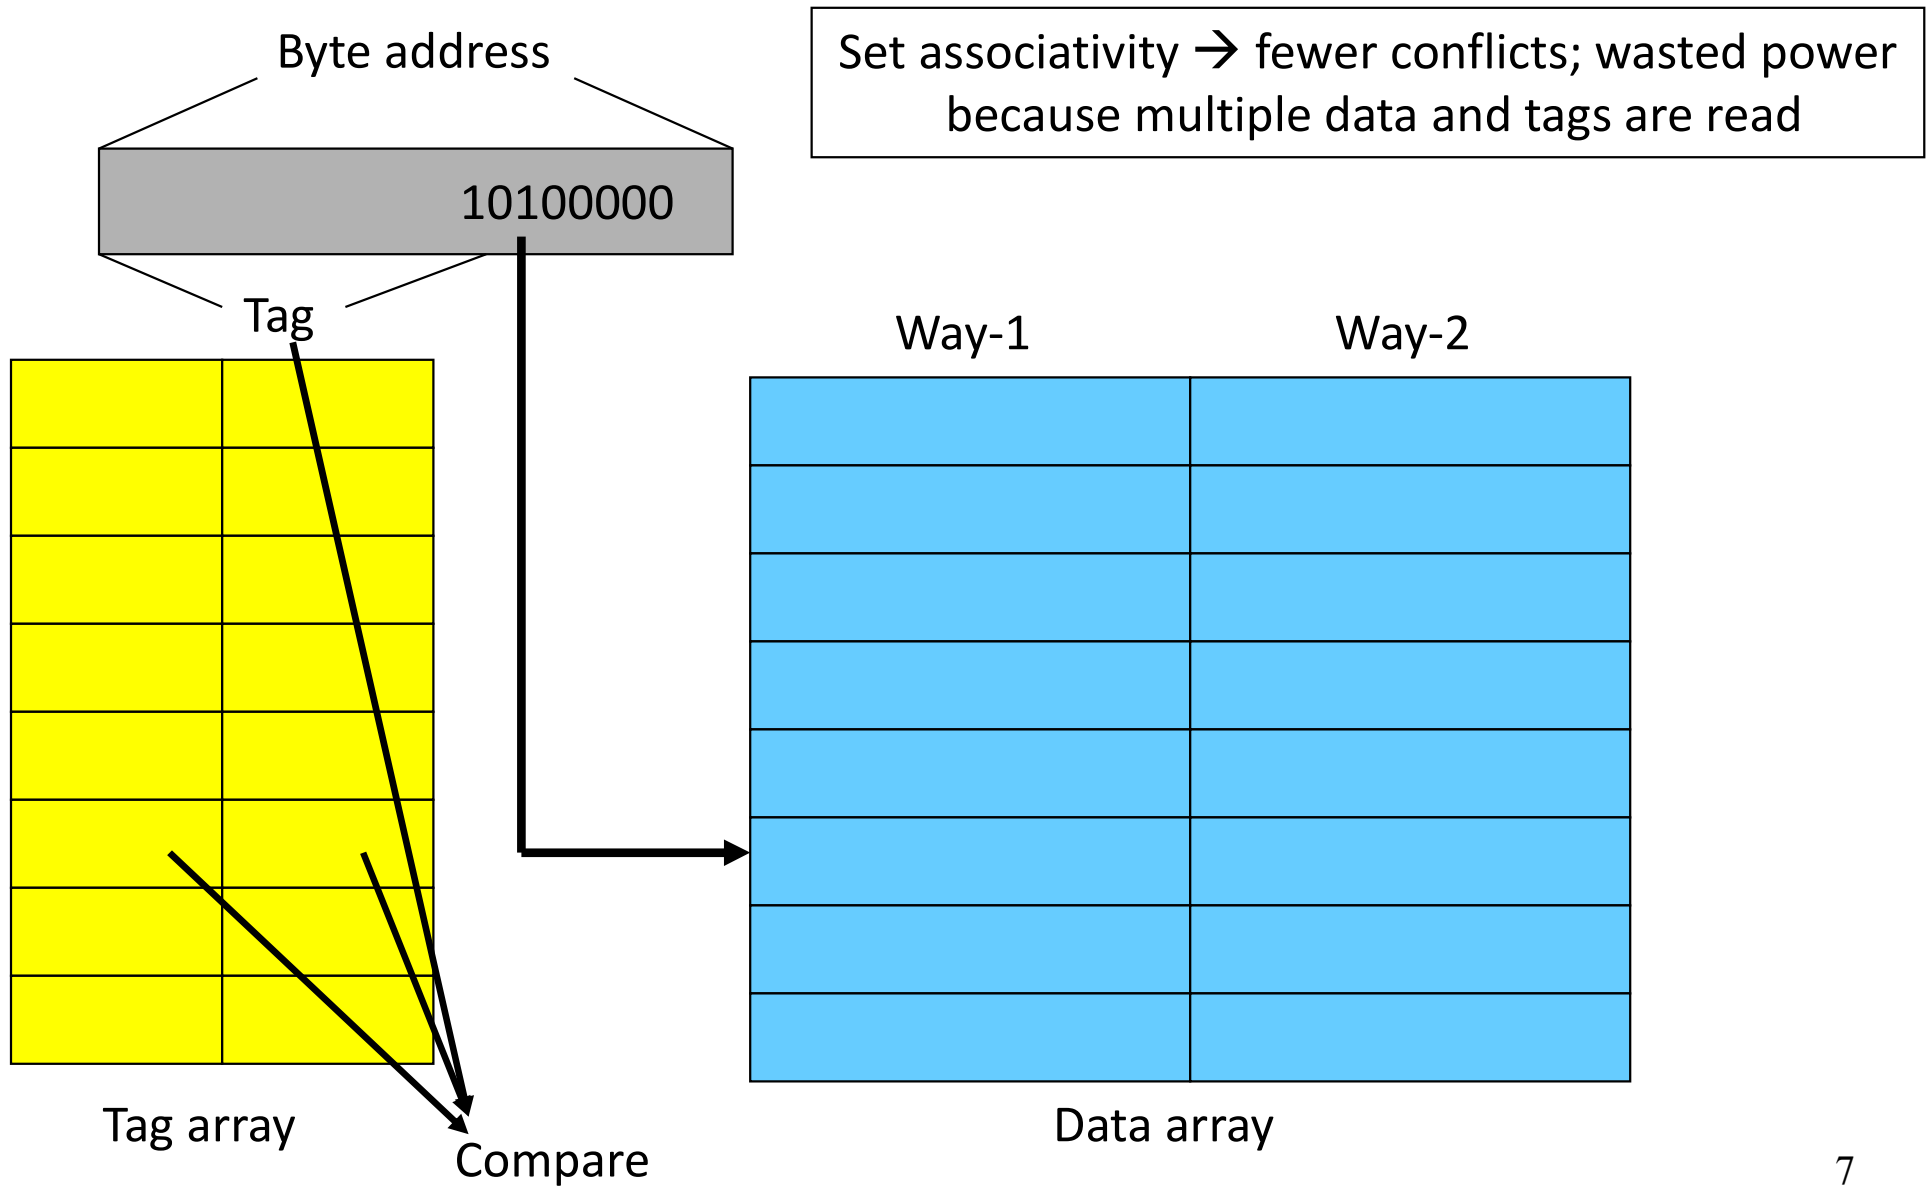 Byte address
Set associativity → fewer conflicts; wasted power
because multiple data and tags are read
10100000
Tag
Way-1
Way-2
Tag array
Data array
Compare
7